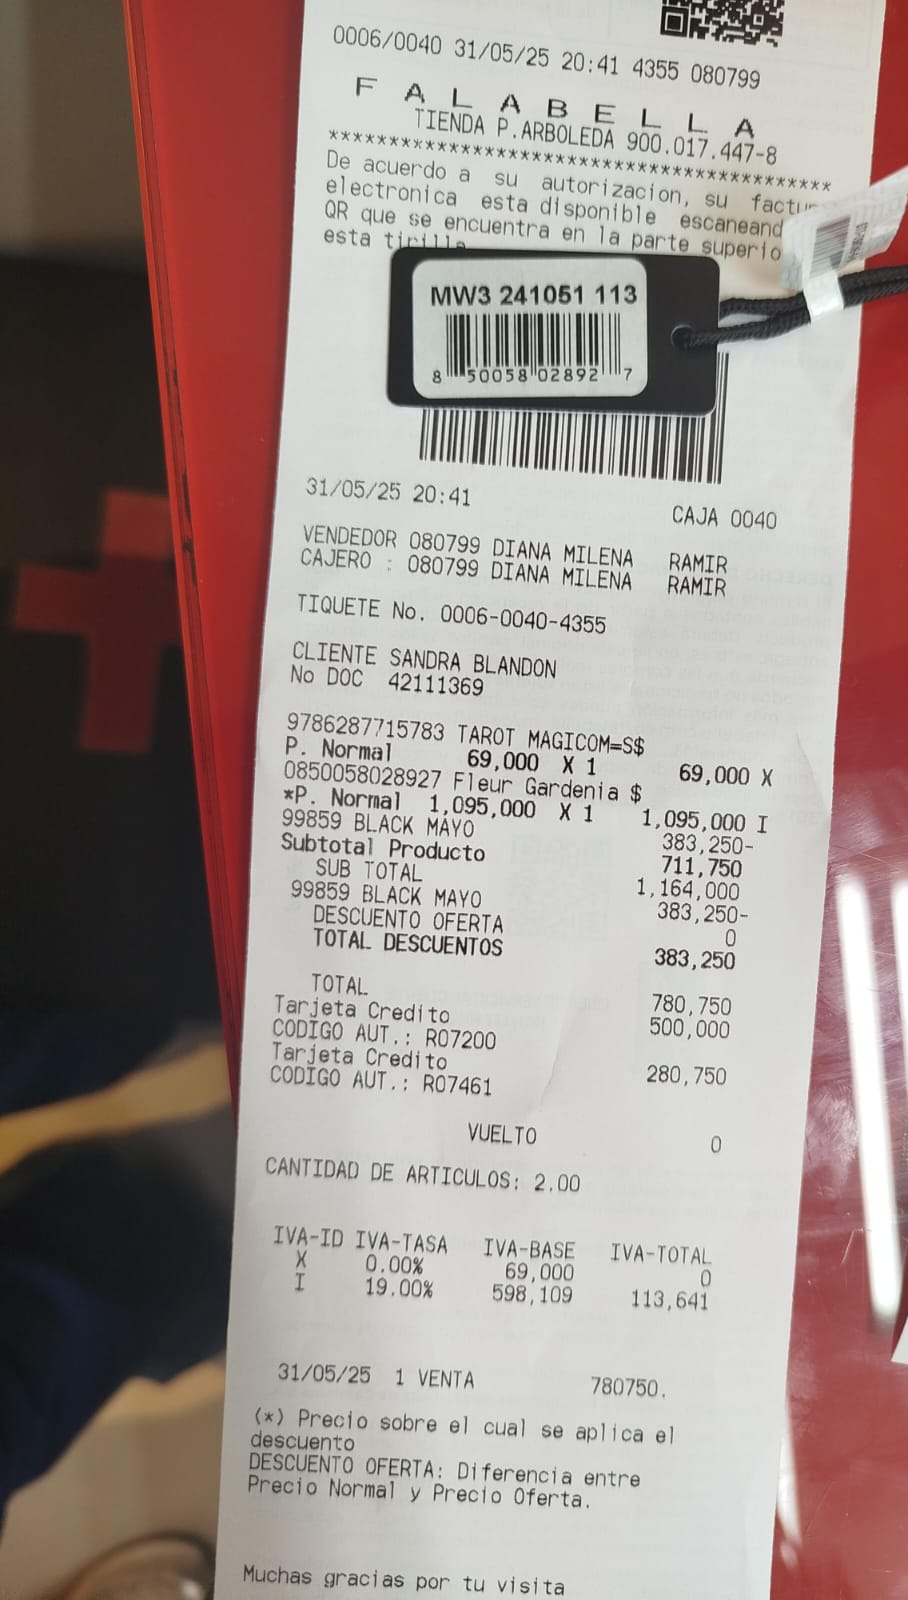 0006/0040 31/05/25 20:41 4355 080799
F A L A B E L L A
TIENDA P.ARBOLEDA 900.017.447-8
******************************************
De acuerdo a su autorizacion, su factu
electronica esta disponible escaneand
QR que se encuentra en la parte superio
esta tirilla
MW3 241051 113
8 50058 02892 7
31/05/25 20:41 CAJA 0040
VENDEDOR 080799 DIANA MILENA RAMIR
CAJERO : 080799 DIANA MILENA RAMIR
TIQUETE No. 0006-0040-4355
CLIENTE SANDRA BLANDON
No DOC 42111369
9786287715783 TAROT MAGICOM=S$
P. Normal 69,000 X 1 69,000 X
0850058028927 Fleur Gardenia $
*P. Normal 1,095,000 X 1 1,095,000 I
99859 BLACK MAYO 383,250-
Subtotal Producto 711,750
SUB TOTAL 1,164,000
99859 BLACK MAYO 383,250-
DESCUENTO OFERTA 0
TOTAL DESCUENTOS 383,250
TOTAL 780,750
Tarjeta Credito 500,000
CODIGO AUT.: R07200
Tarjeta Credito 280,750
CODIGO AUT.: R07461
VUELTO 0
CANTIDAD DE ARTICULOS: 2.00
IVA-ID IVA-TASA IVA-BASE IVA-TOTAL
X 0.00% 69,000 0
I 19.00% 598,109 113,641
31/05/25 1 VENTA 780750.
(*) Precio sobre el cual se aplica el
descuento
DESCUENTO OFERTA: Diferencia entre
Precio Normal y Precio Oferta.
Muchas gracias por tu visita